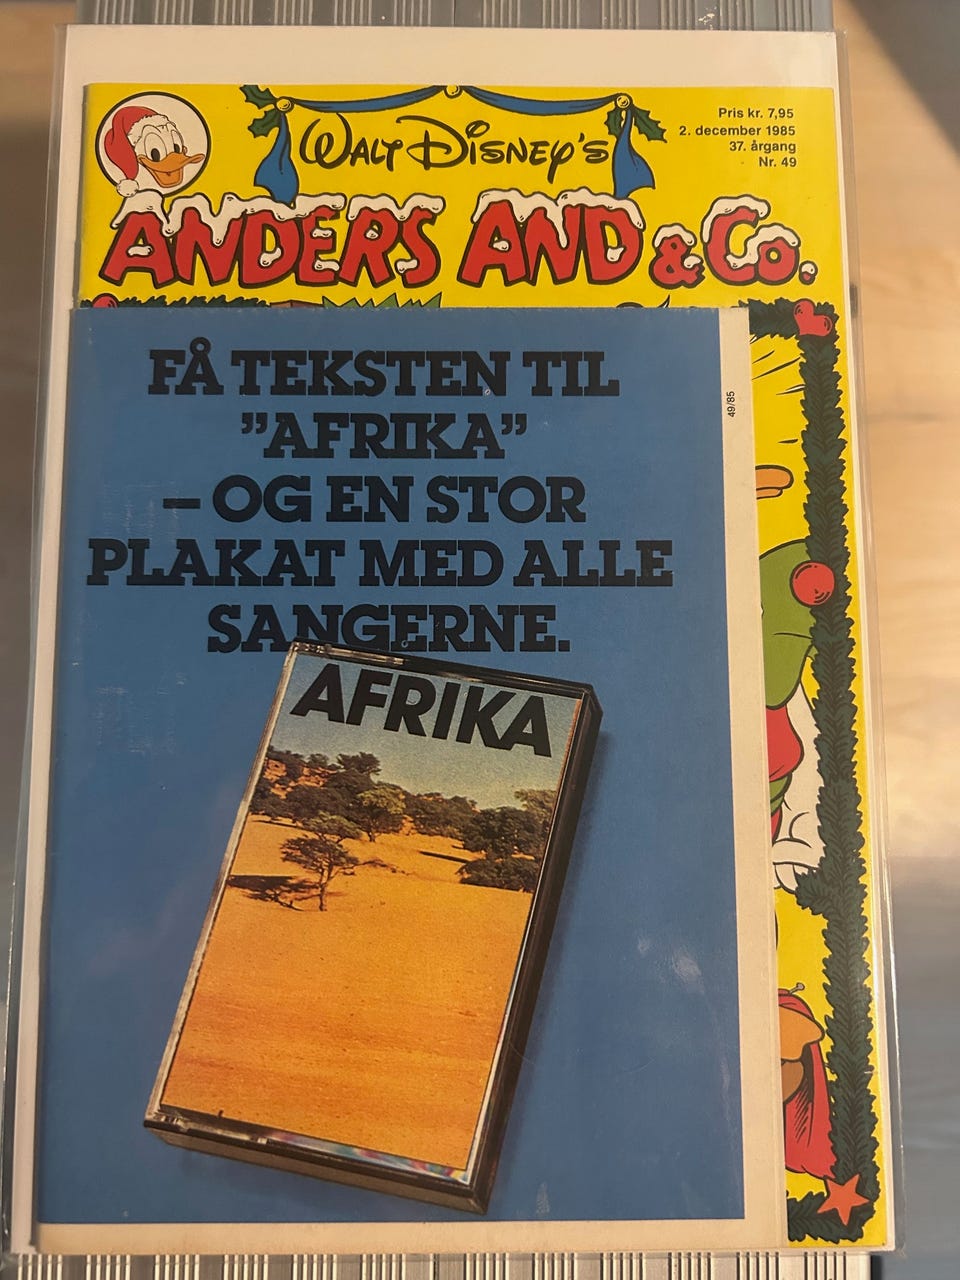 WALT DISNEY'S
Pris kr. 7,95
2. december 1985
37. årgang
Nr. 49
ANDERS AND & Co.
FÅ TEKSTEN TIL
”AFRIKA”
– OG EN STOR
PLAKAT MED ALLE
SANGERNE.
49/85
AFRIKA